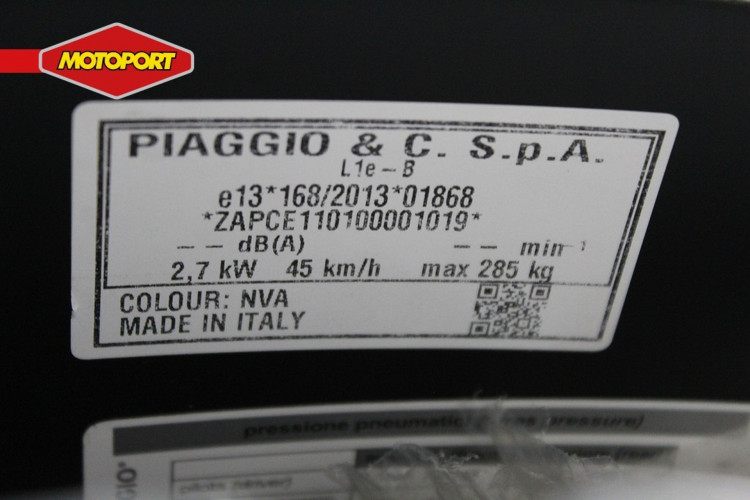 MOTOPORT
PIAGGIO & C. S.p.A.
L1e - B
e13*168/2013*01868
*ZAPCE110100001019*
-- dB(A) -- min-1
2,7 kW 45 km/h max 285 kg
COLOUR: NVA
MADE IN ITALY
pressione pneumatici pressure)